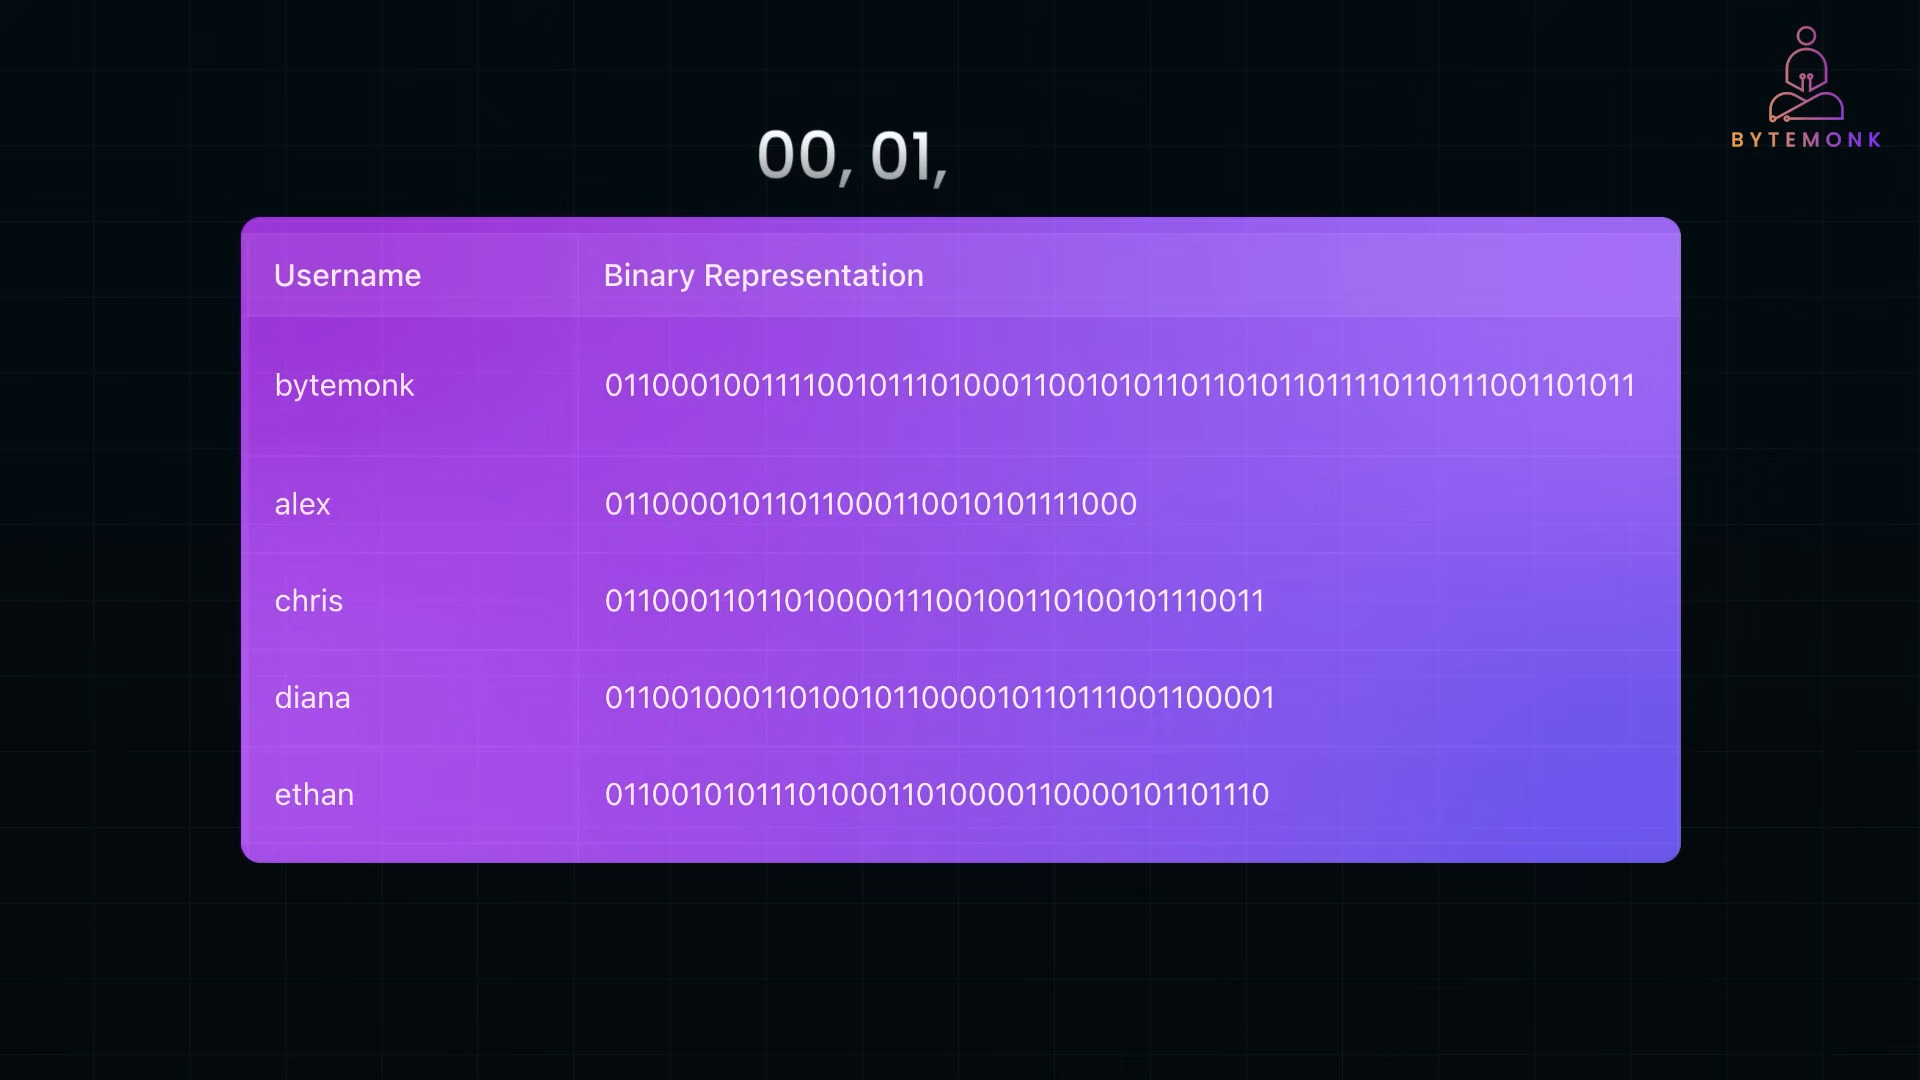 BYTEMONK
00, 01,
Username Binary Representation
bytemonk 0110001001111001011101000110010101101101011011110110111001101011
alex 01100001011011000110010101111000
chris 0110001101101000011100100110100101110011
diana 0110010001101001011000010110111001100001
ethan 0110010101110100011010000110000101101110